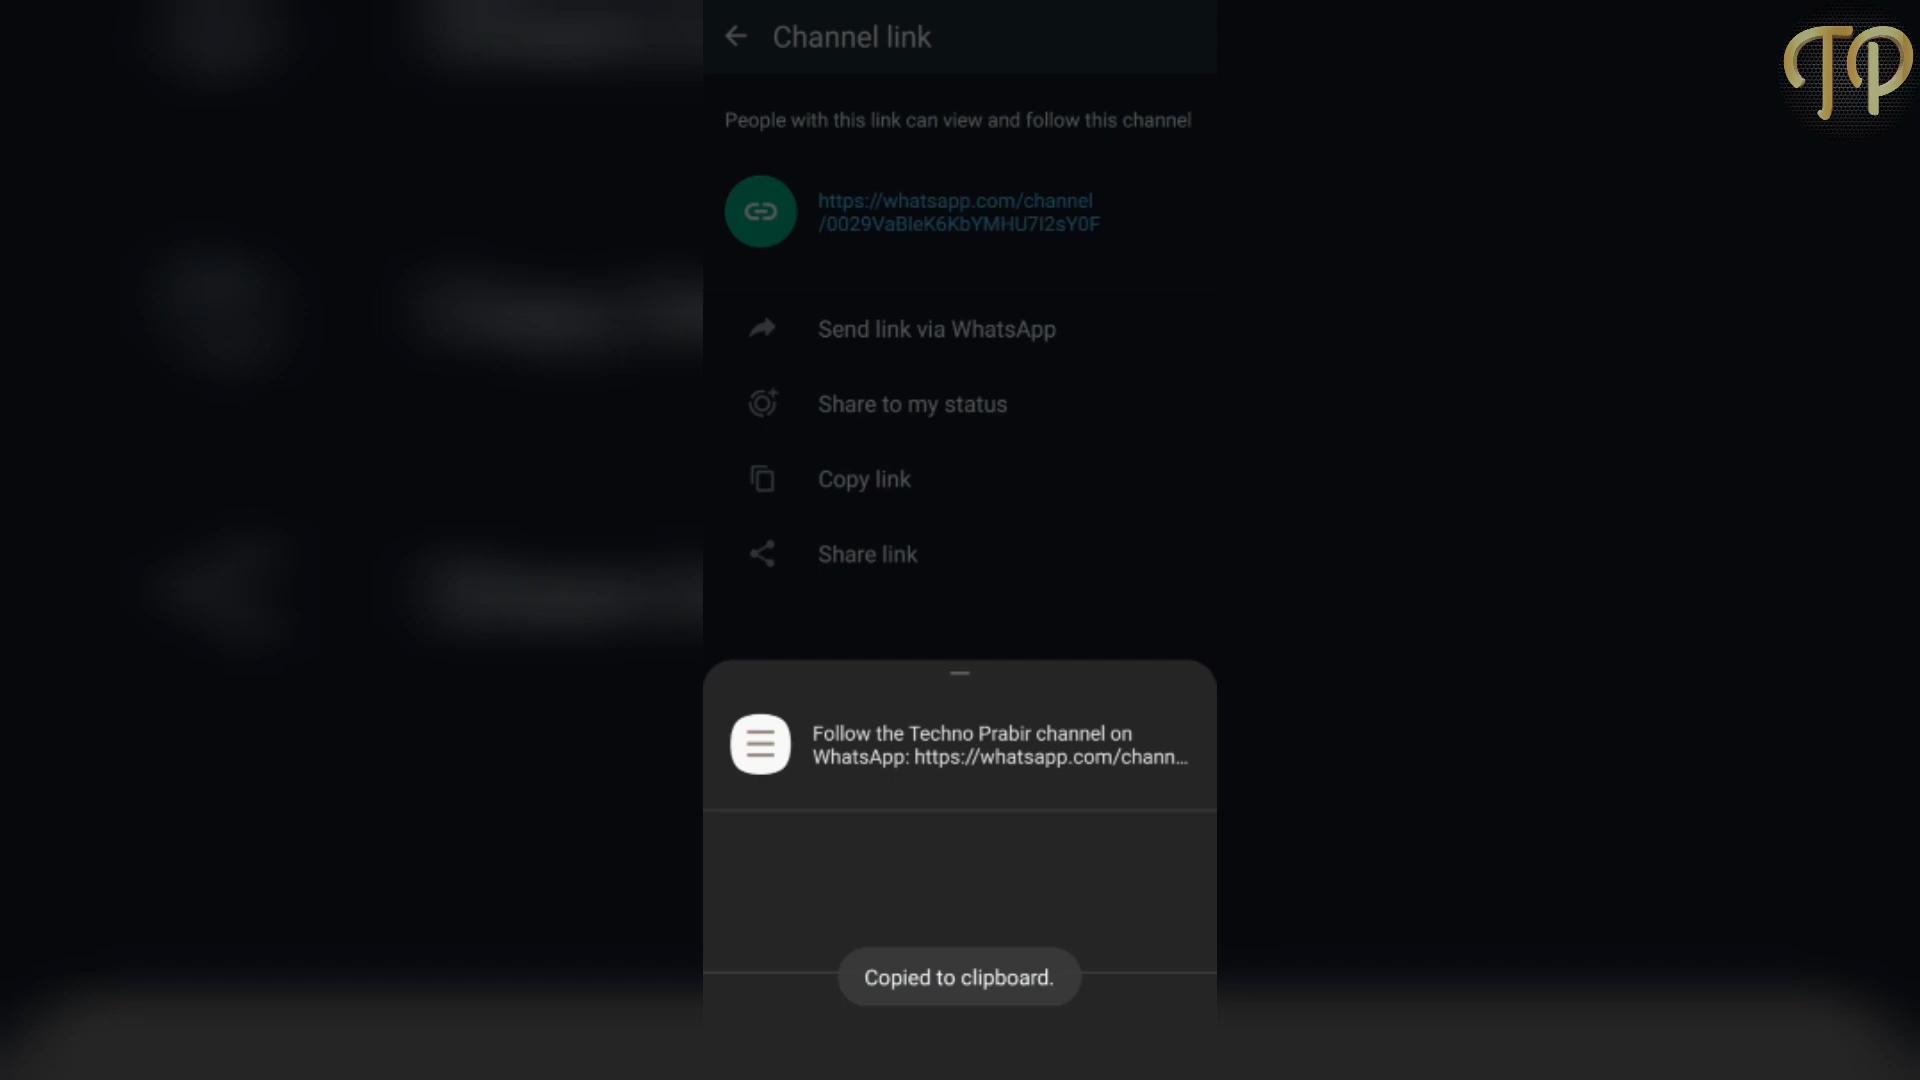 Channel link
TP
People with this link can view and follow this channel
https://whatsapp.com/channel
/0029VaBleK6KbYMHU7I2sY0F
Send link via WhatsApp
Share to my status
Copy link
Share link
Follow the Techno Prabir channel on
WhatsApp: https://whatsapp.com/chann...
Copied to clipboard.